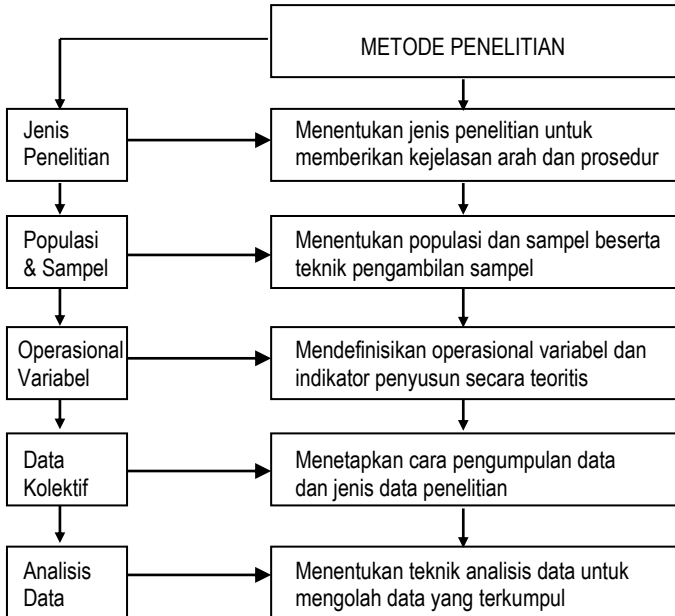 METODE PENELITIAN
Jenis
Penelitian
Menentukan jenis penelitian untuk
memberikan kejelasan arah dan prosedur
Populasi
& Sampel
Menentukan populasi dan sampel beserta
teknik pengambilan sampel
Operasional
Variabel
Mendefinisikan operasional variabel dan
indikator penyusun secara teoritis
Data
Kolektif
Menetapkan cara pengumpulan data
dan jenis data penelitian
Analisis
Data
Menentukan teknik analisis data untuk
mengolah data yang terkumpul